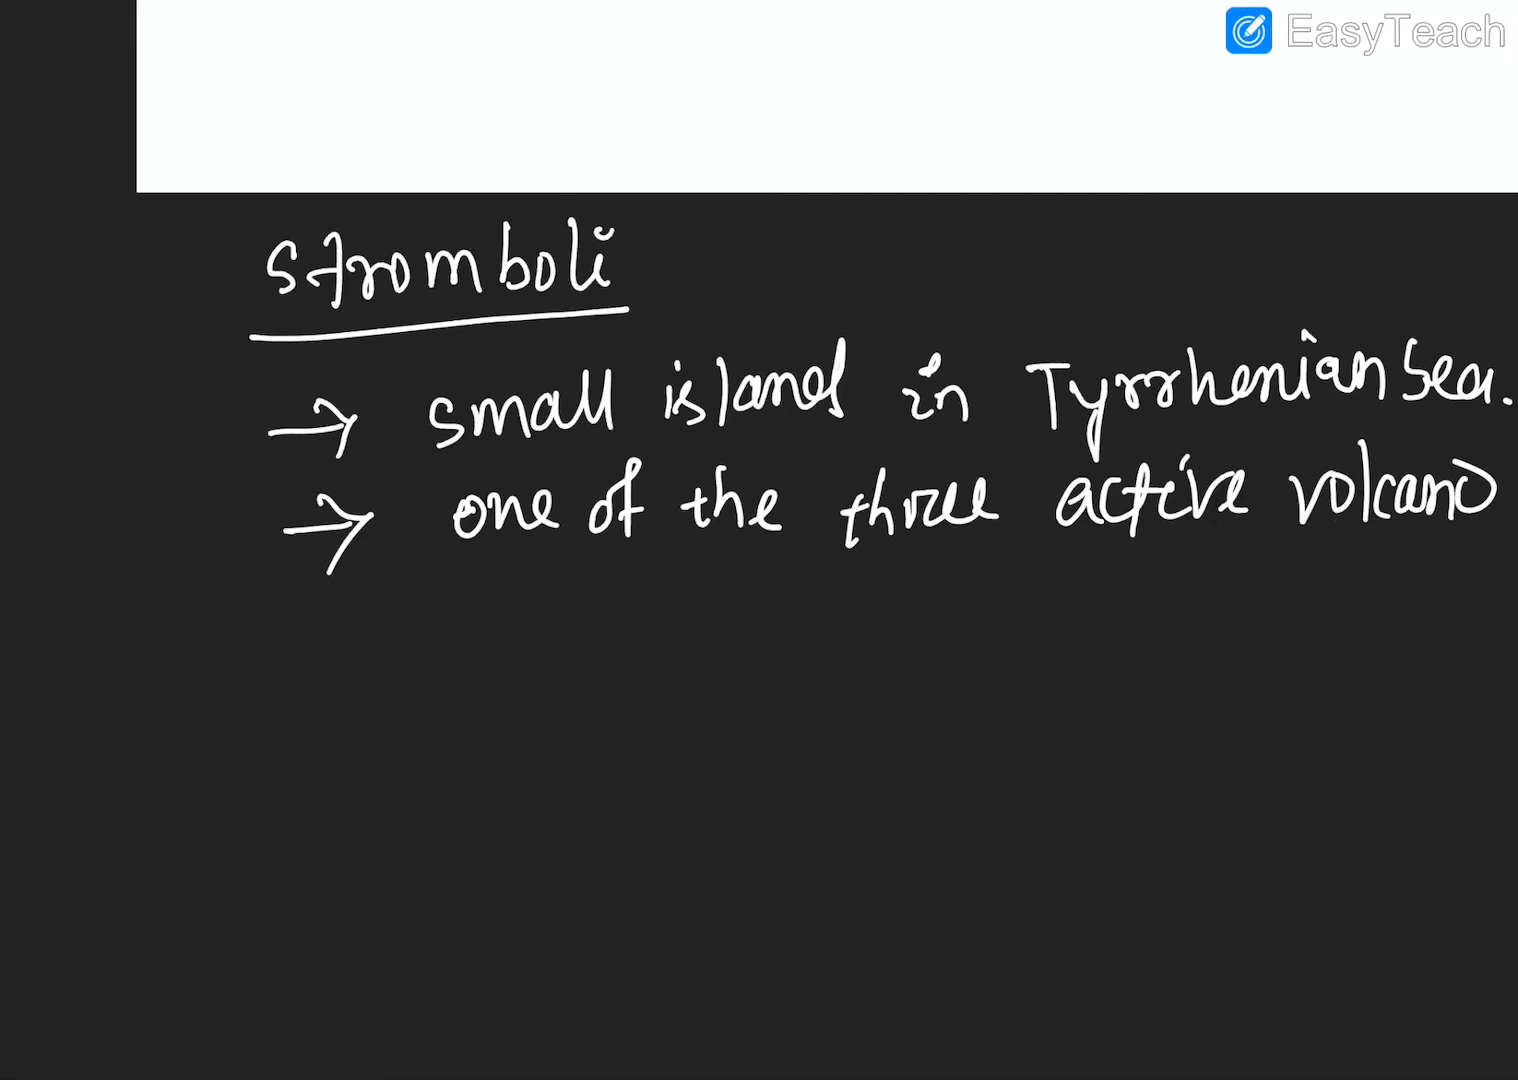 EasyTeach
Stromboli
→ small island in Tyrrhenian Sea.
→ one of the three active volcano